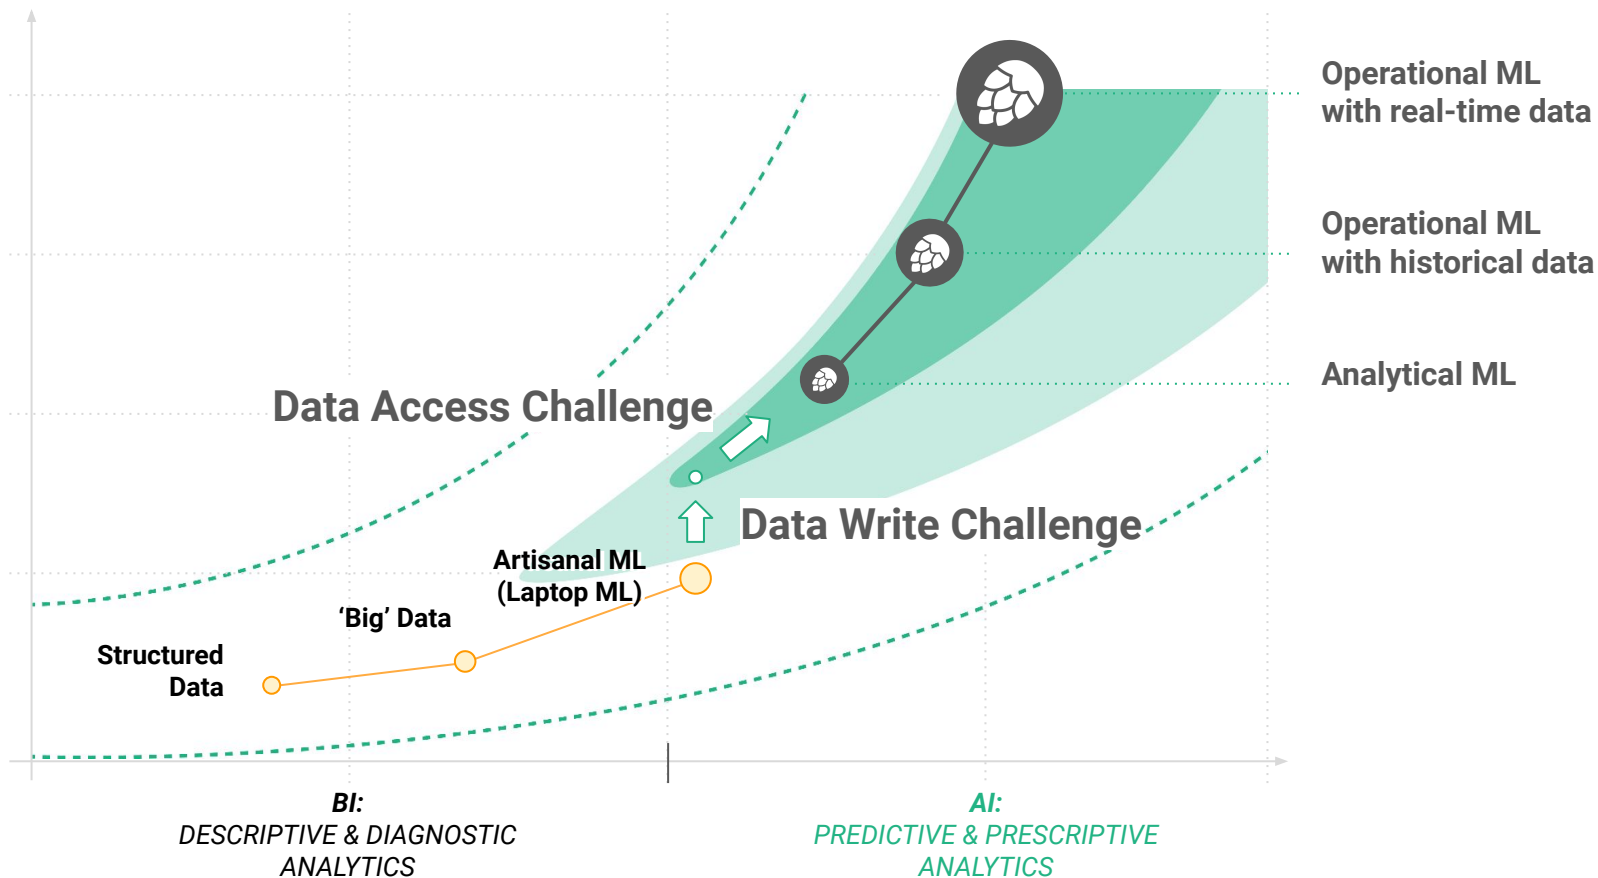 Operational ML
with real-time data
Operational ML
with historical data
Analytical ML
Data Access Challenge
Data Write Challenge
Artisanal ML
(Laptop ML)
‘Big’ Data
Structured
Data
BI:
DESCRIPTIVE & DIAGNOSTIC
ANALYTICS
AI:
PREDICTIVE & PRESCRIPTIVE
ANALYTICS